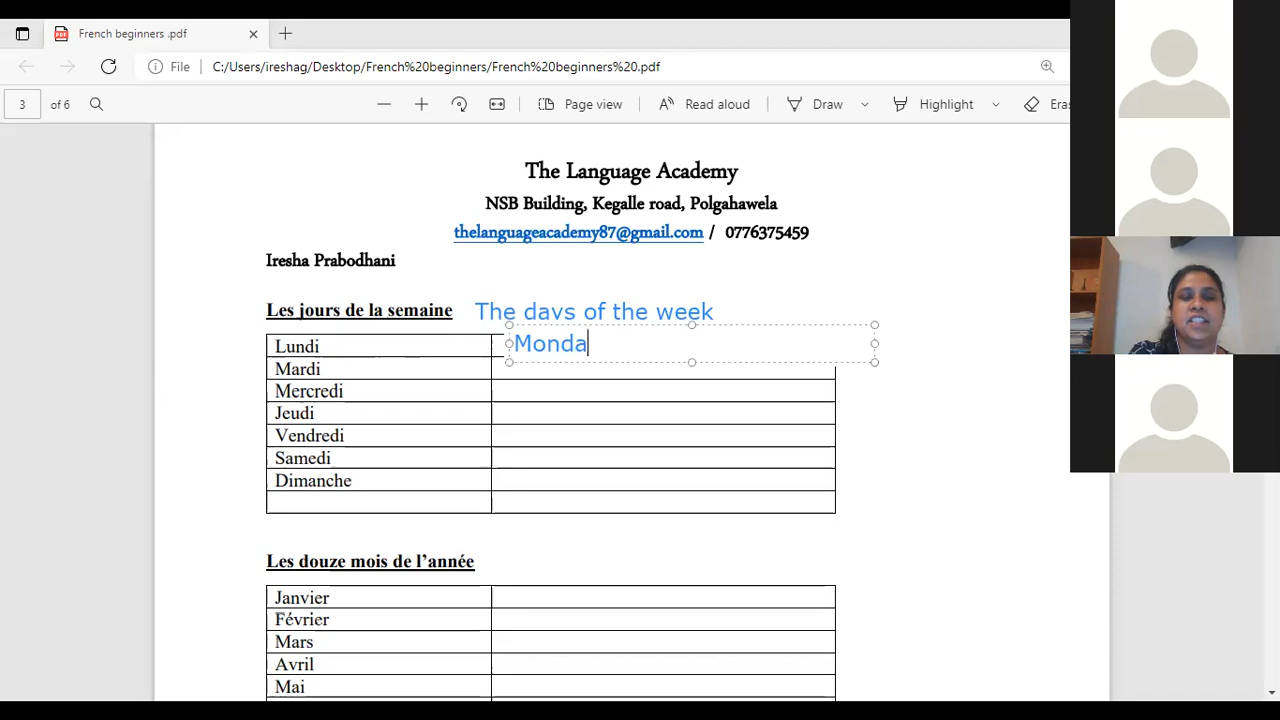 French beginners .pdf
File
C:/Users/ireshag/Desktop/French%20beginners/French%20beginners%20.pdf
3
of 6
Page view
Read aloud
Draw
Highlight
Eras
The Language Academy
NSB Building, Kegalle road, Polgahawela
thelanguageacademy87@gmail.com / 0776375459
Iresha Prabodhani
Les jours de la semaine The days of the week
Lundi Monda
Mardi
Mercredi
Jeudi
Vendredi
Samedi
Dimanche
Les douze mois de l'année
Janvier
Février
Mars
Avril
Mai